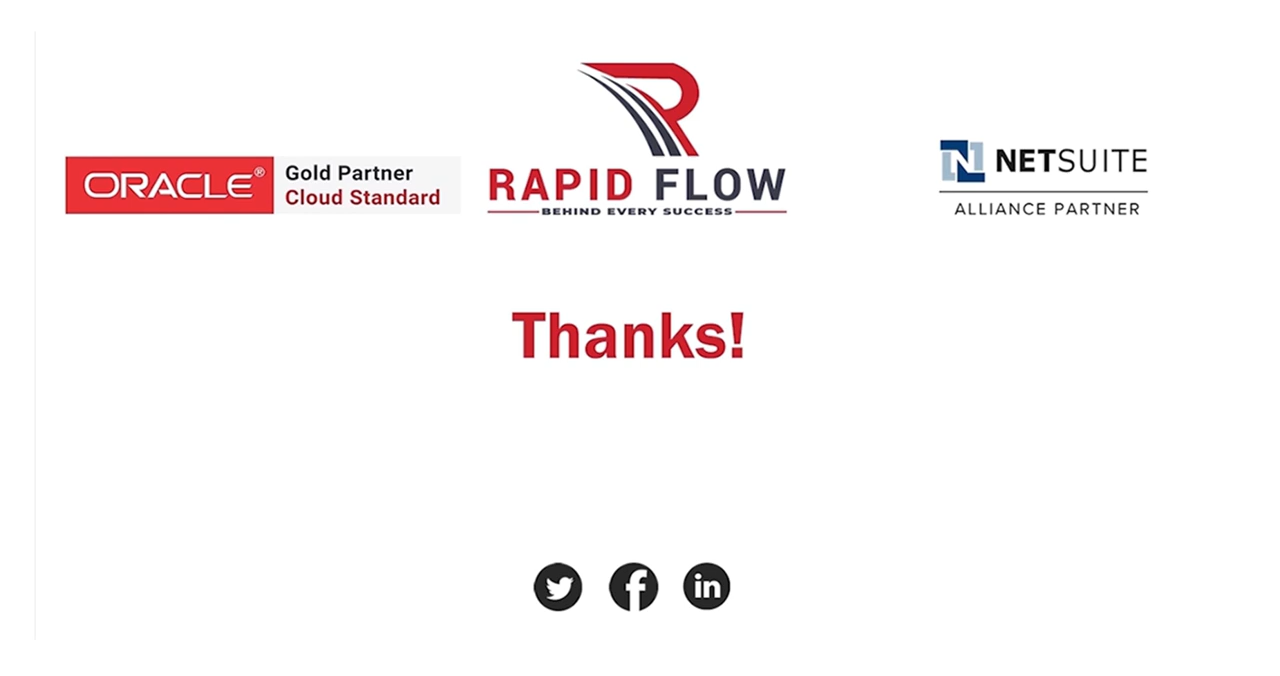 ORACLE®
Gold Partner
Cloud Standard
RAPID FLOW
BEHIND EVERY SUCCESS
N NETSUITE
ALLIANCE PARTNER
Thanks!
f
in